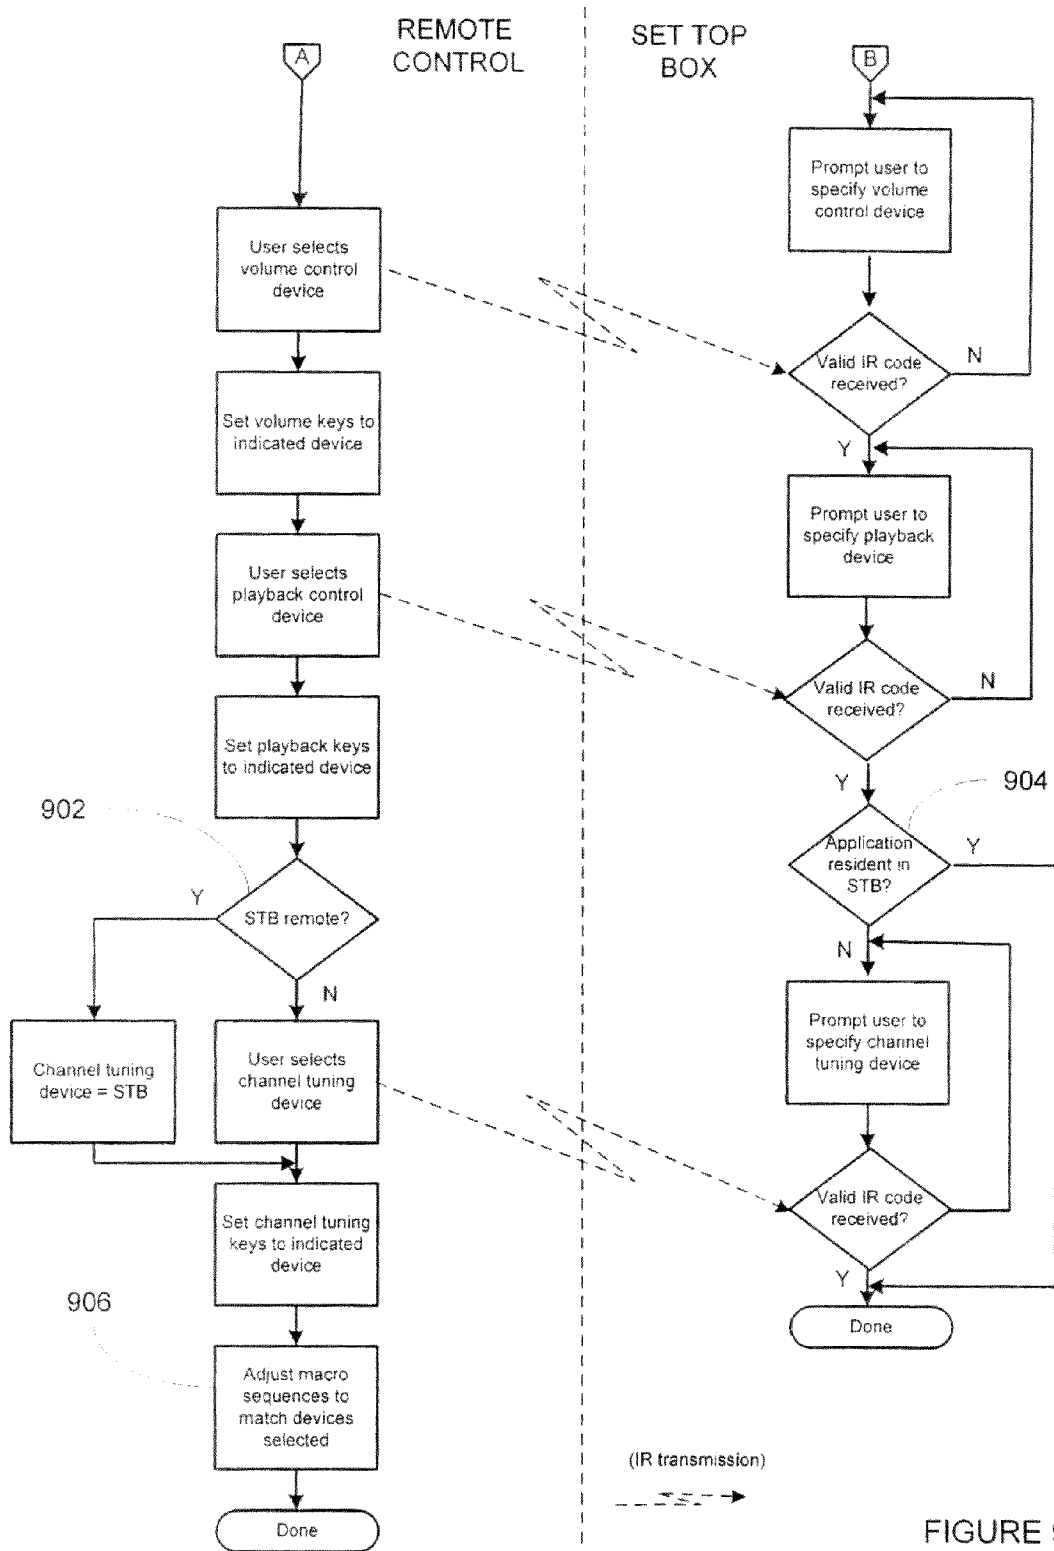 REMOTE
CONTROL
SET TOP
BOX
A
User selects
volume control
device
Set volume keys to
indicated device
User selects
playback control
device
Set playback keys
to indicated device
902
STB remote?
Y
N
Channel tuning
device = STB
User selects
channel tuning
device
Set channel tuning
keys to indicated
device
906
Adjust macro
sequences to
match devices
selected
Done
B
Prompt user to
specify volume
control device
Valid IR code
received?
N
Y
Prompt user to
specify playback
device
Valid IR code
received?
N
Y
904
Application
resident in
STB?
Y
N
Prompt user to
specify channel
tuning device
Valid IR code
received?
Y
Done
(IR transmission)
FIGURE